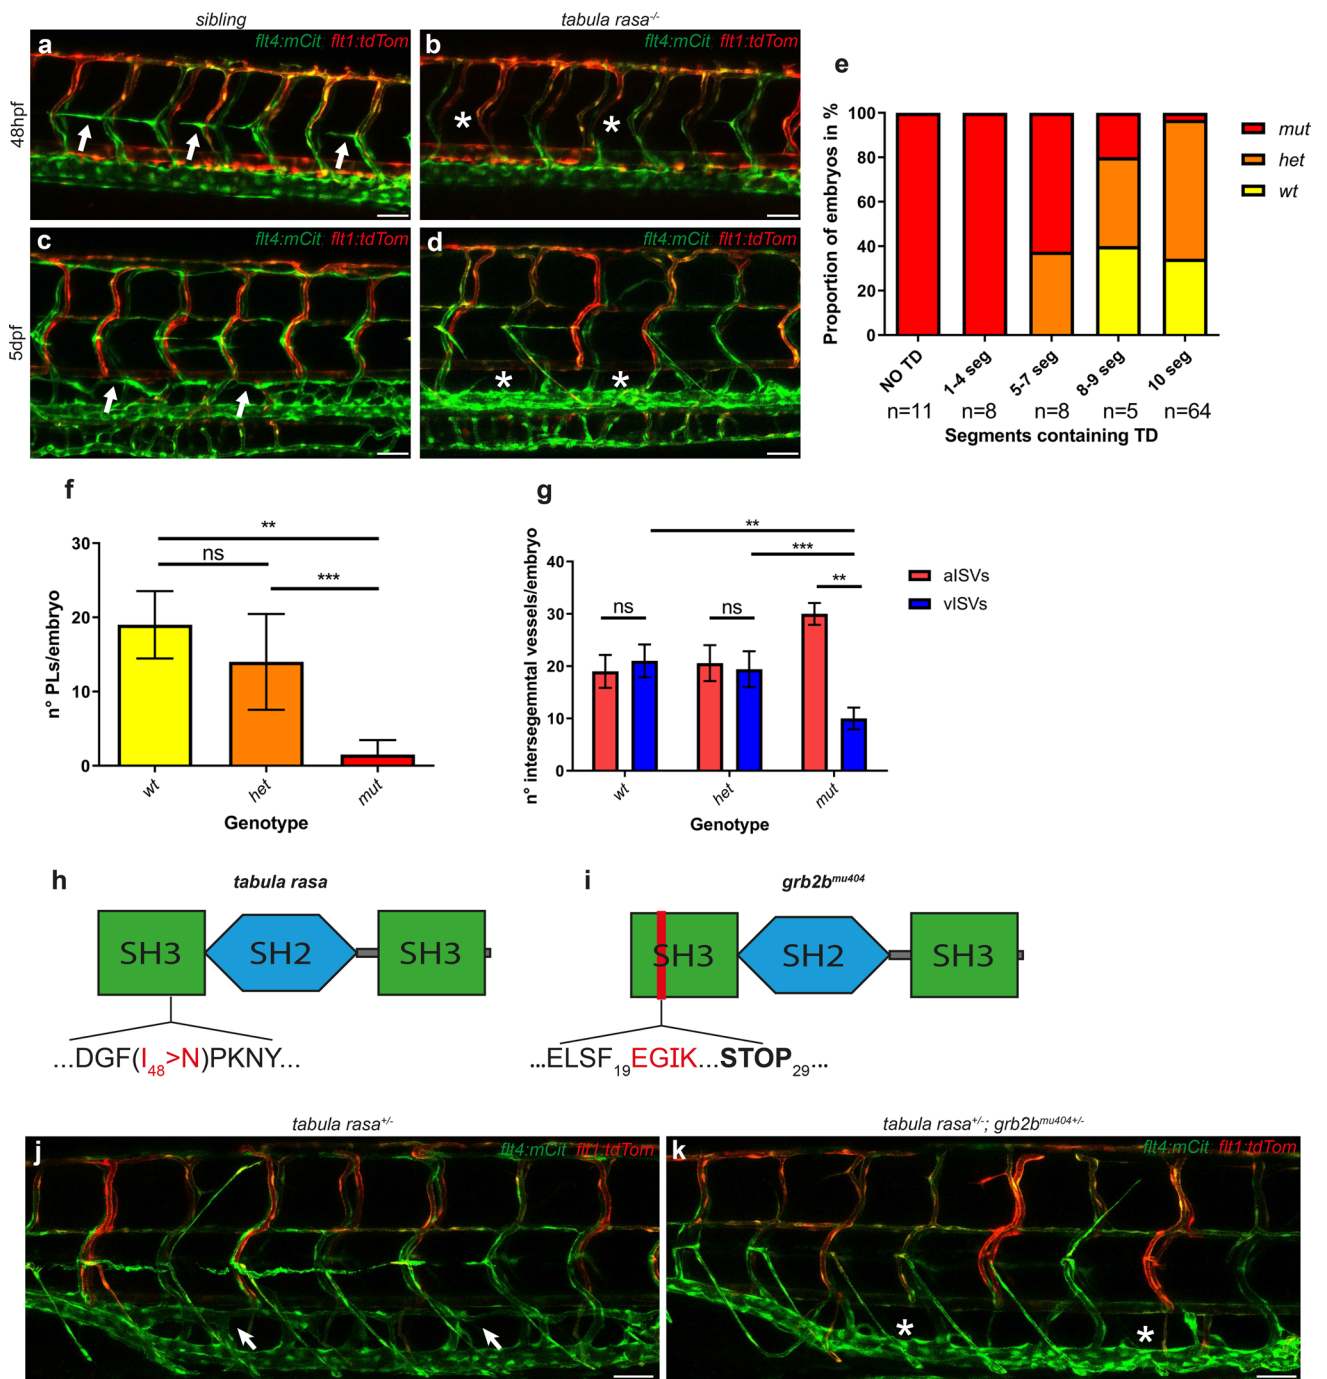 sibling
tabula rasa-/-
48hpf
a
flt4:mCit; flt1:tdTom
b
flt4:mCit; flt1:tdTom
5dpf
c
flt4:mCit; flt1:tdTom
d
flt4:mCit; flt1:tdTom
e
Proportion of embryos in %
100
80
60
40
20
0
NO TD
1-4 seg
5-7 seg
8-9 seg
10 seg
n=11
n=8
n=8
n=5
n=64
Segments containing TD
mut
het
wt
f
n° PLs/embryo
30
20
10
0
**
ns
***
wt
het
mut
Genotype
g
n° intersegemntal vessels/embryo
40
30
20
10
0
**
***
**
ns
ns
wt
het
mut
Genotype
aISVs
vISVs
h
tabula rasa
SH3
SH2
SH3
...DGF(I48>N)PKNY...
i
grb2bmu404
SH3
SH2
SH3
...ELSF19EGIK...STOP29...
tabula rasa+/-
j
flt4:mCit; flt1:tdTom
tabula rasa+/-; grb2bmu404+/-
k
flt4:mCit; flt1:tdTom